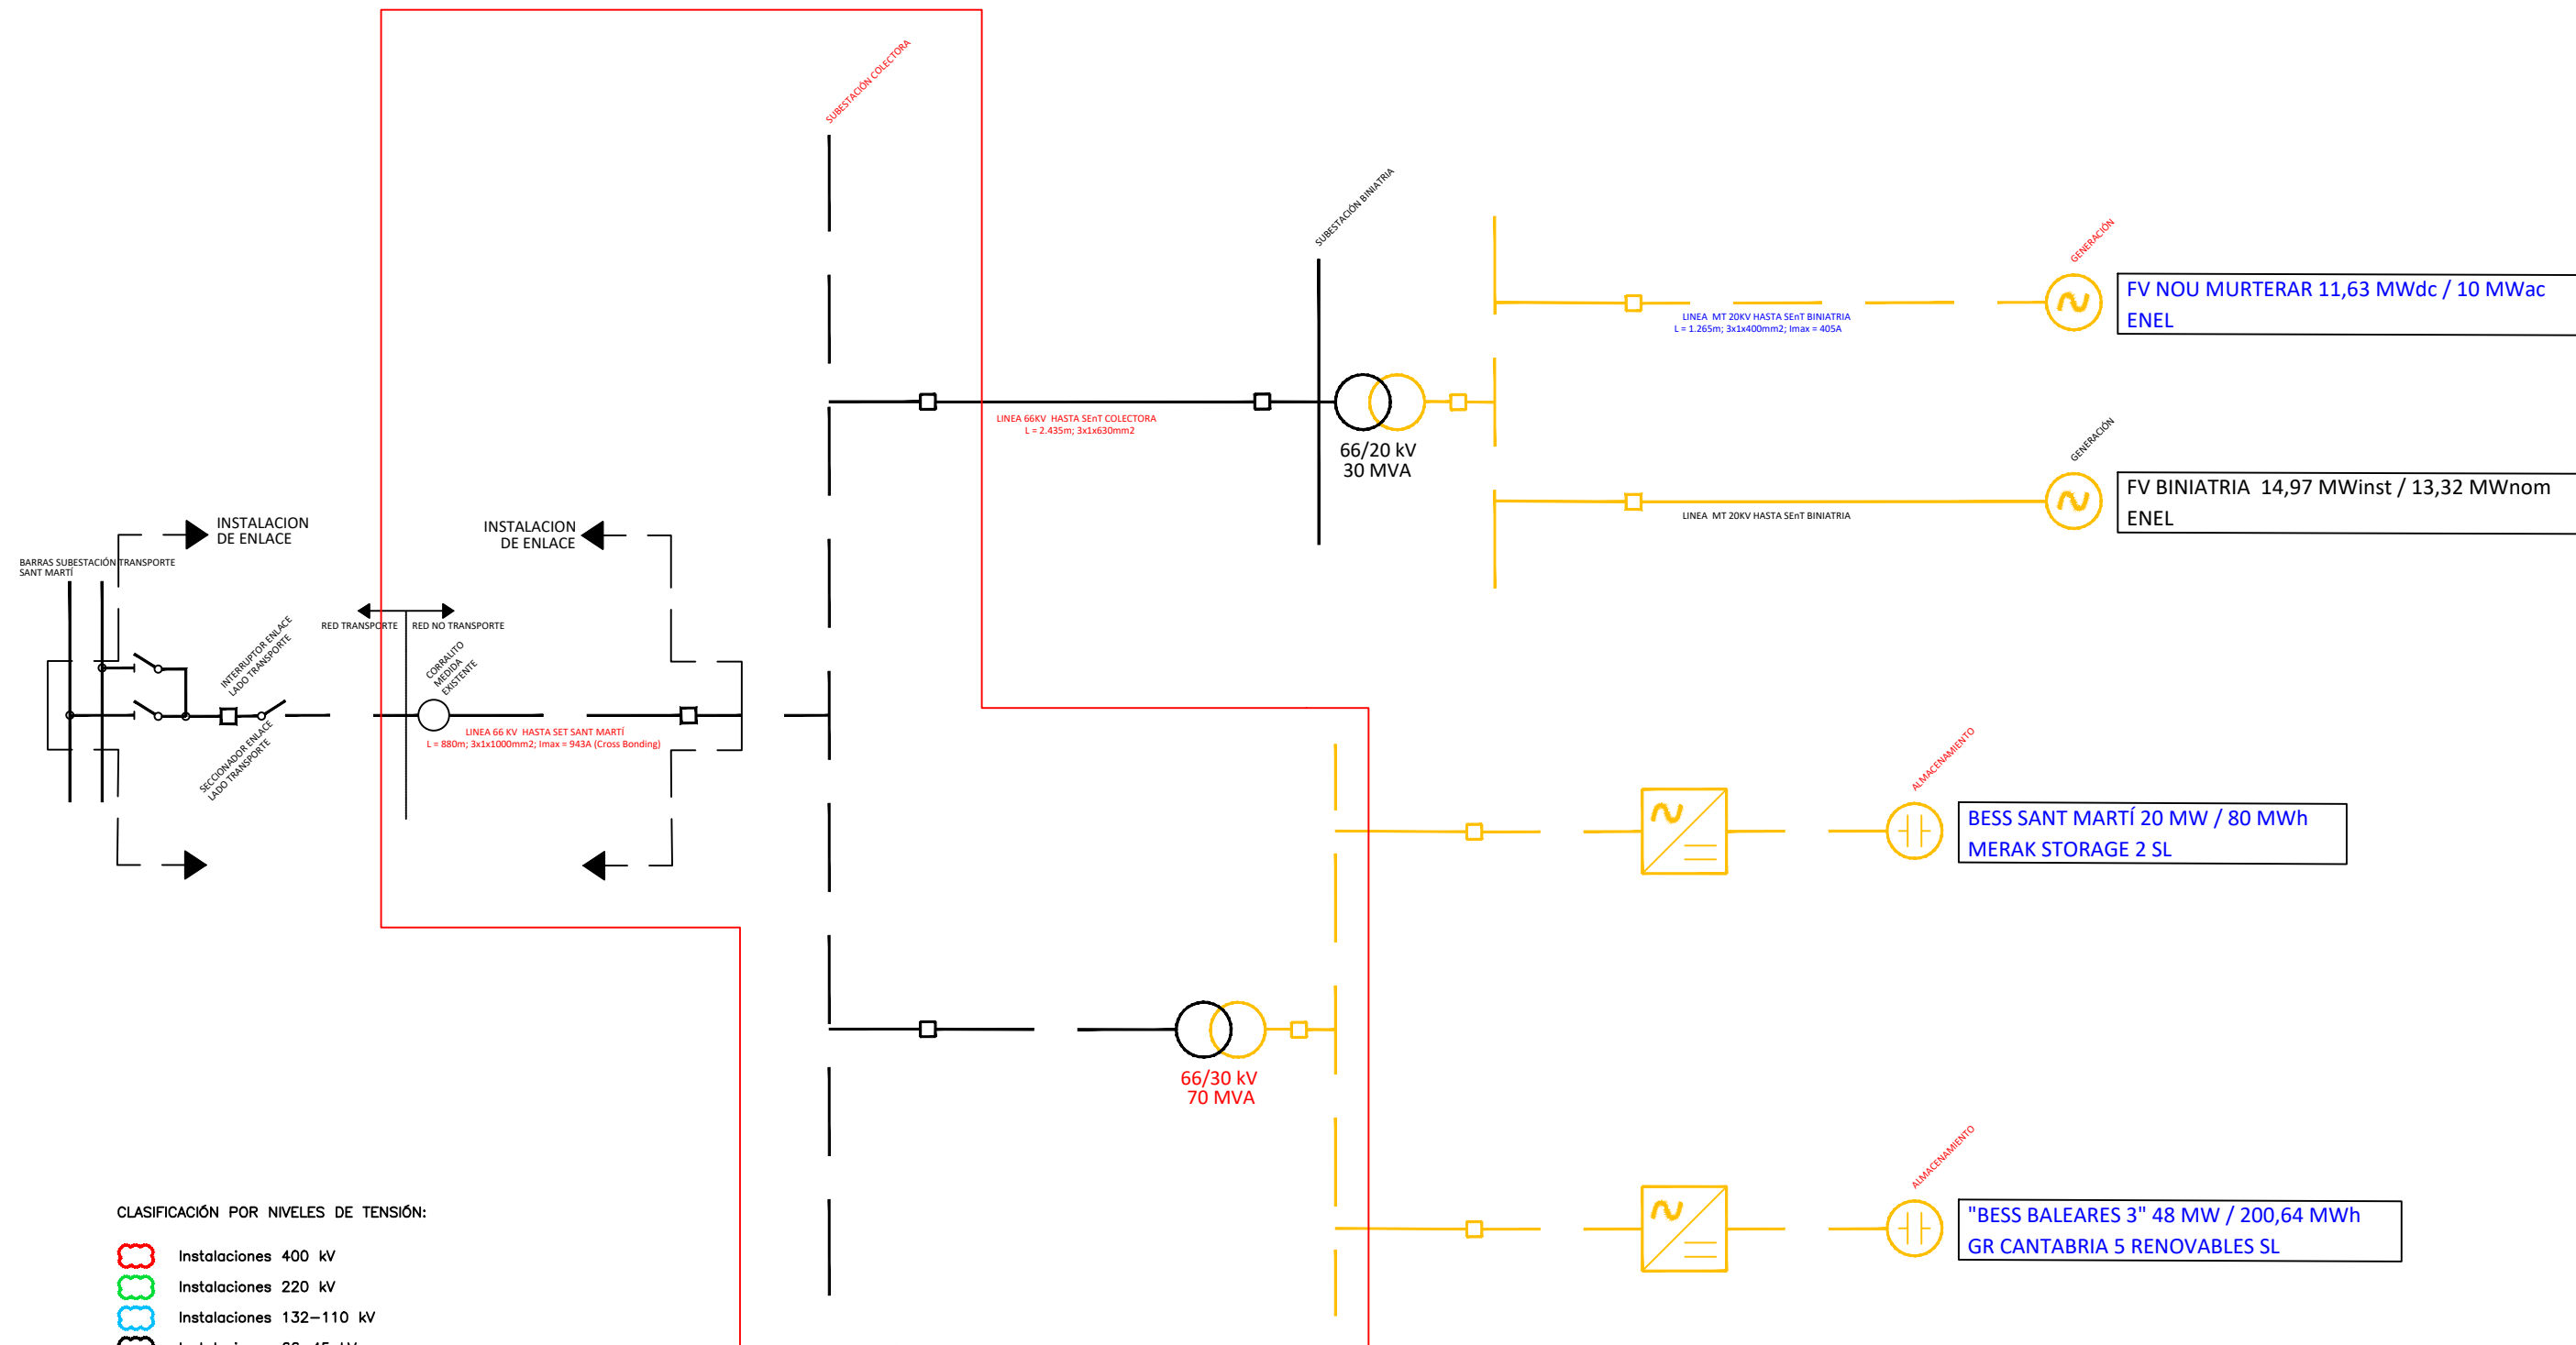 SUBESTACIÓN COLECTORA
SUBESTACIÓN BINIATRIA
GENERACIÓN
FV NOU MURTERAR 11,63 MWdc / 10 MWac
ENEL
LINEA MT 20KV HASTA SEnT BINIATRIA
L = 1.265m; 3x1x400mm2; Imax = 405A
LINEA 66KV HASTA SEnT COLECTORA
L = 2.435m; 3x1x630mm2
66/20 kV
30 MVA
GENERACIÓN
FV BINIATRIA 14,97 MWinst / 13,32 MWnom
ENEL
LINEA MT 20KV HASTA SEnT BINIATRIA
INSTALACION
DE ENLACE
INSTALACION
DE ENLACE
BARRAS SUBESTACIÓN TRANSPORTE
SANT MARTÍ
INTERRUPTOR ENLACE
LADO TRANSPORTE
RED TRANSPORTE
RED NO TRANSPORTE
CORRALITO
MEDIDA
EXISTENTE
SECCIONADOR ENLACE
LADO TRANSPORTE
LINEA 66 KV HASTA SET SANT MARTÍ
L = 880m; 3x1x1000mm2; Imax = 943A (Cross Bonding)
ALMACENAMIENTO
BESS SANT MARTÍ 20 MW / 80 MWh
MERAK STORAGE 2 SL
66/30 kV
70 MVA
ALMACENAMIENTO
"BESS BALEARES 3" 48 MW / 200,64 MWh
GR CANTABRIA 5 RENOVABLES SL
CLASIFICACIÓN POR NIVELES DE TENSIÓN:
Instalaciones 400 kV
Instalaciones 220 kV
Instalaciones 132-110 kV